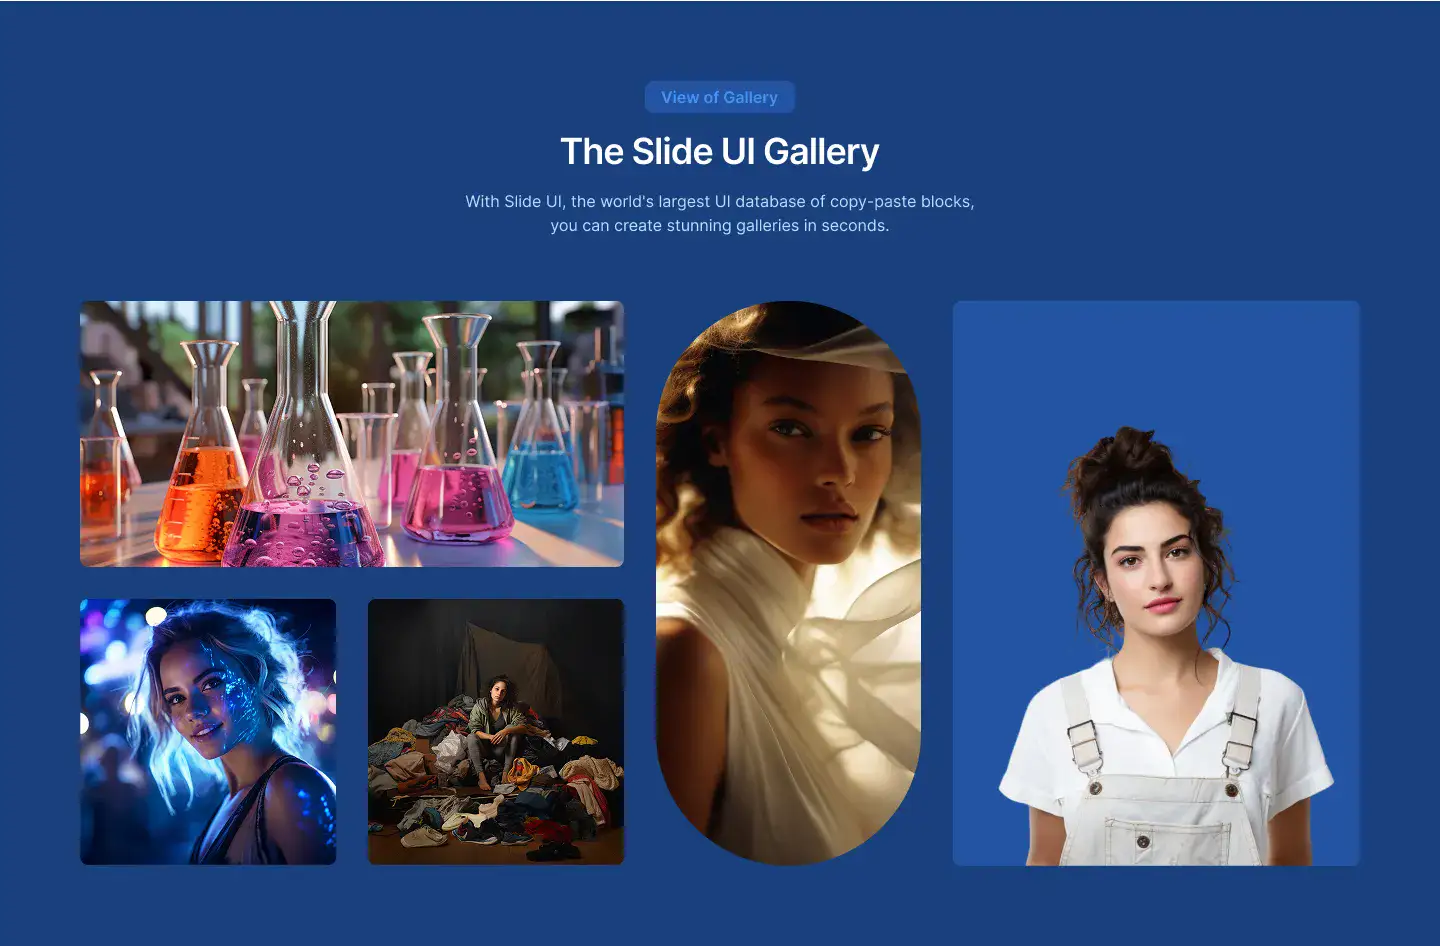 View of Gallery
The Slide UI Gallery
With Slide UI, the world's largest UI database of copy-paste blocks,
you can create stunning galleries in seconds.